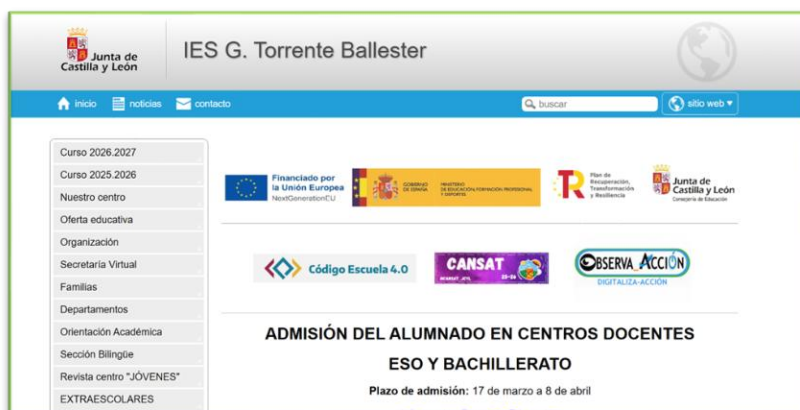 Junta de
Castilla y León
IES G. Torrente Ballester
inicio
noticias
contacto
buscar
sitio web
Curso 2026.2027
Curso 2025.2026
Nuestro centro
Oferta educativa
Organización
Secretaría Virtual
Familias
Departamentos
Orientación Académica
Sección Bilingüe
Revista centro "JÓVENES"
EXTRAESCOLARES
Financiado por
la Unión Europea
NextGenerationEU
GOBIERNO
DE ESPAÑA
MINISTERIO
DE EDUCACIÓN, FORMACIÓN PROFESIONAL
Y DEPORTES
Plan de
Recuperación,
Transformación
y Resiliencia
Junta de
Castilla y León
Consejería de Educación
Código Escuela 4.0
CANSAT
25-26
OBSERVA_ACCIÓN
DIGITALIZA-ACCIÓN
ADMISIÓN DEL ALUMNADO EN CENTROS DOCENTES
ESO Y BACHILLERATO
Plazo de admisión: 17 de marzo a 8 de abril